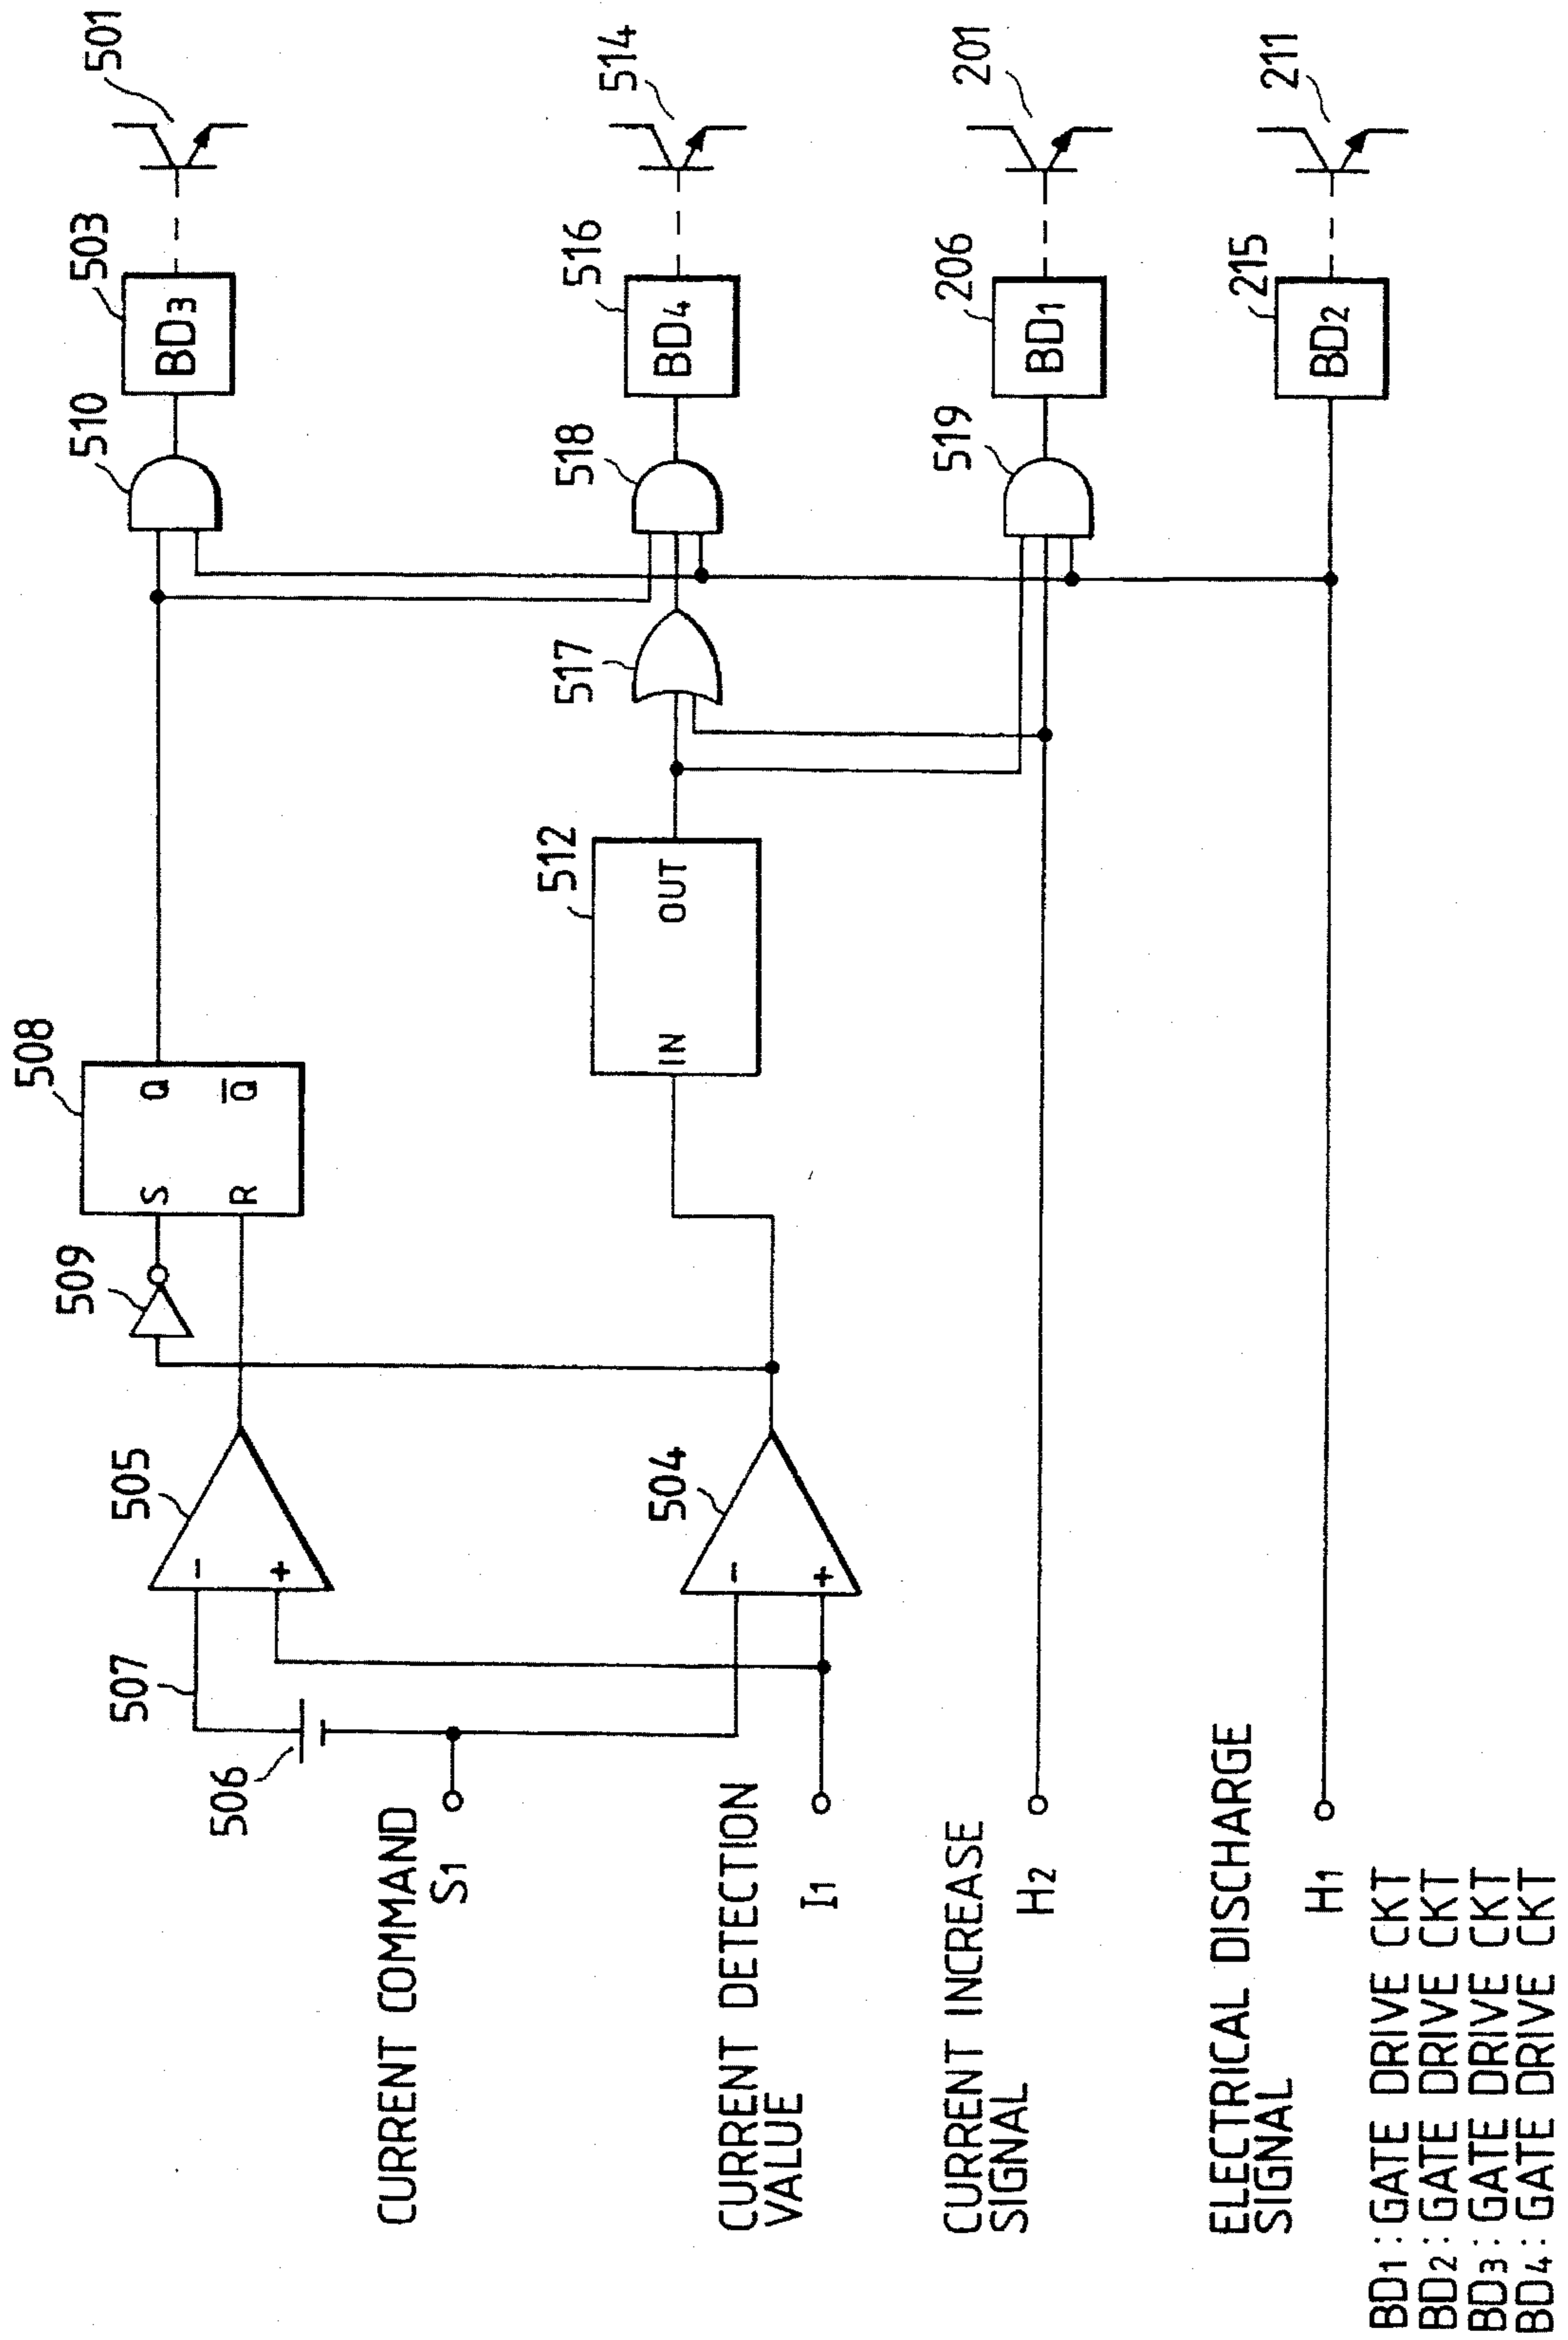 501
503
BD3
510
508
S
Q
R
Q̅
509
505
−
+
507
506
514
516
BD4
518
517
512
IN
OUT
504
−
+
201
206
BD1
519
211
215
BD2
CURRENT COMMAND
S1
CURRENT DETECTION
VALUE
I1
CURRENT INCREASE
SIGNAL
H2
ELECTRICAL DISCHARGE
SIGNAL
H1
BD1 : GATE DRIVE CKT
BD2 : GATE DRIVE CKT
BD3 : GATE DRIVE CKT
BD4 : GATE DRIVE CKT